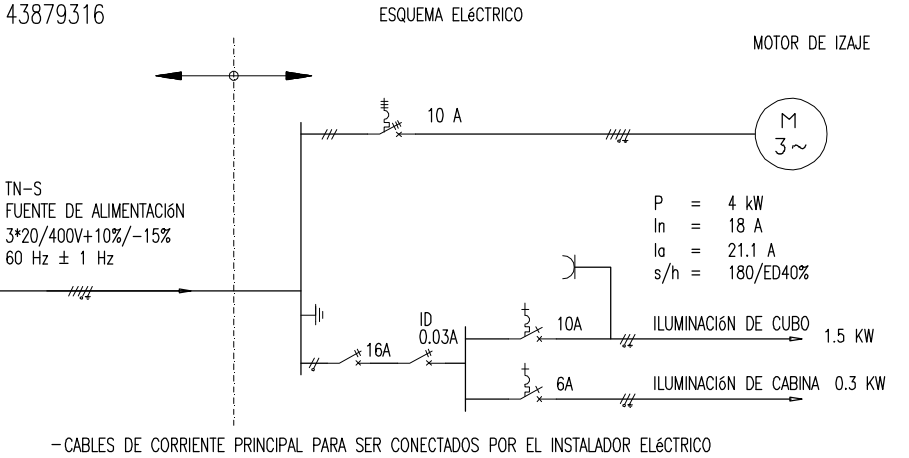 43879316
ESQUEMA ELéCTRICO
MOTOR DE IZAJE
10 A
M
3~
TN-S
FUENTE DE ALIMENTACIóN
3*20/400V+10%/-15%
60 Hz ± 1 Hz
P = 4 kW
In = 18 A
Ia = 21.1 A
s/h = 180/ED40%
ID
0.03A
16A
10A
ILUMINACIóN DE CUBO 1.5 KW
6A
ILUMINACIóN DE CABINA 0.3 KW
-CABLES DE CORRIENTE PRINCIPAL PARA SER CONECTADOS POR EL INSTALADOR ELéCTRICO